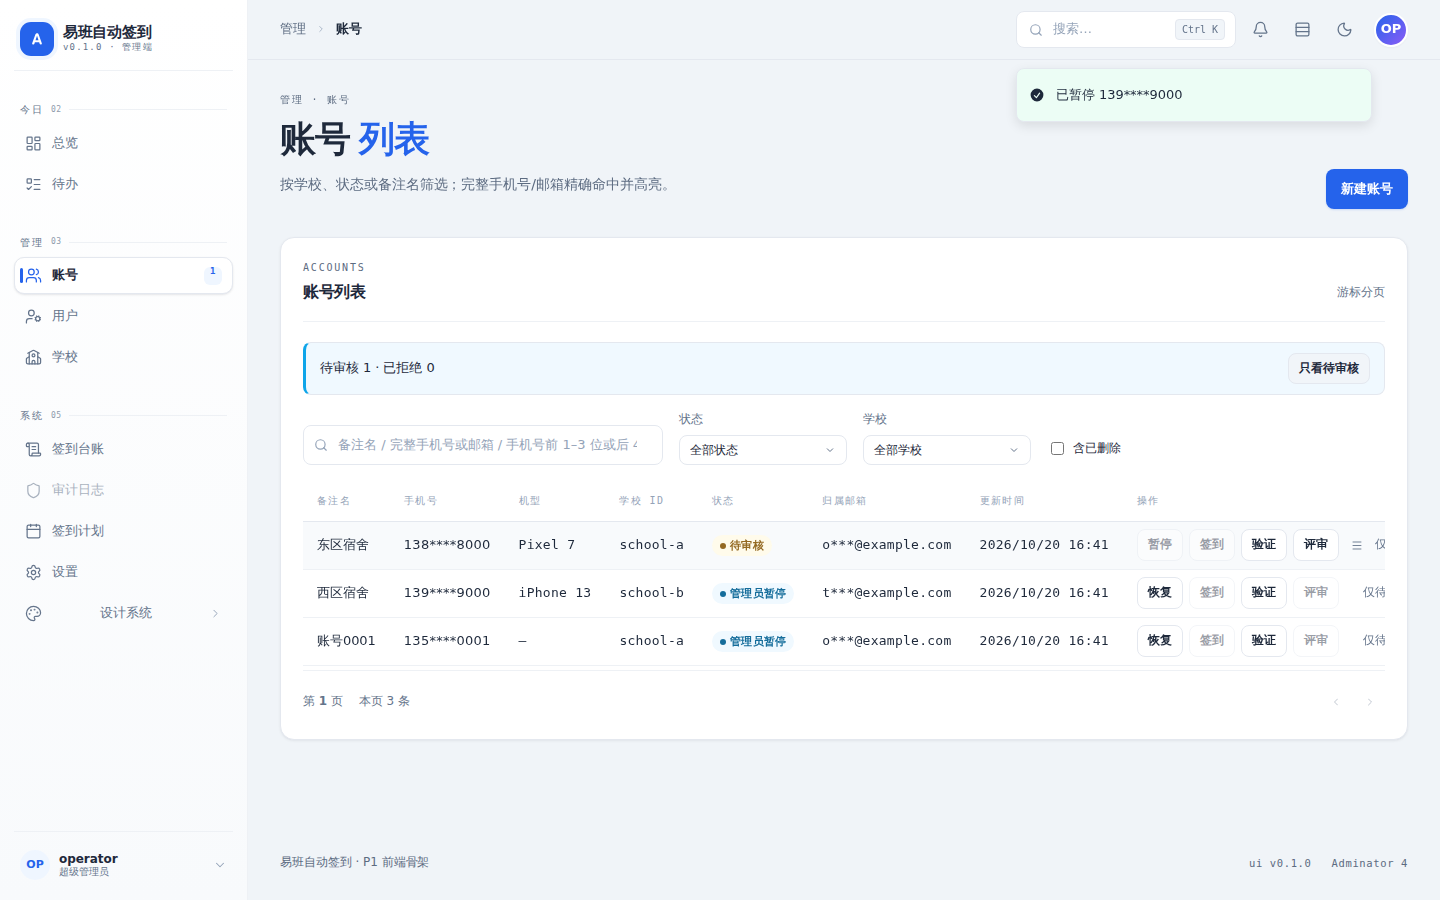 易班自动签到
v0.1.0 · 管理端
今日 02
总览
待办
管理 03
账号 1
用户
学校
系统 05
签到台账
审计日志
签到计划
设置
设计系统
OP operator
超级管理员
管理 › 账号
搜索… Ctrl K
OP
已暂停 139****9000
管理 · 账号
账号 列表
按学校、状态或备注名筛选；完整手机号/邮箱精确命中并高亮。
新建账号
ACCOUNTS
账号列表
游标分页
待审核 1 · 已拒绝 0
只看待审核
备注名 / 完整手机号或邮箱 / 手机号前 1–3 位或后
状态
全部状态
学校
全部学校
含已删除
备注名 手机号 机型 学校 ID 状态 归属邮箱 更新时间 操作
东区宿舍 138****8000 Pixel 7 school-a 待审核 o***@example.com 2026/10/20 16:41 暂停 签到 验证 评审 仅
西区宿舍 139****9000 iPhone 13 school-b 管理员暂停 t***@example.com 2026/10/20 16:41 恢复 签到 验证 评审 仅待
账号0001 135****0001 — school-a 管理员暂停 o***@example.com 2026/10/20 16:41 恢复 签到 验证 评审 仅待
第 1 页 本页 3 条
易班自动签到 · P1 前端骨架
ui v0.1.0 Adminator 4